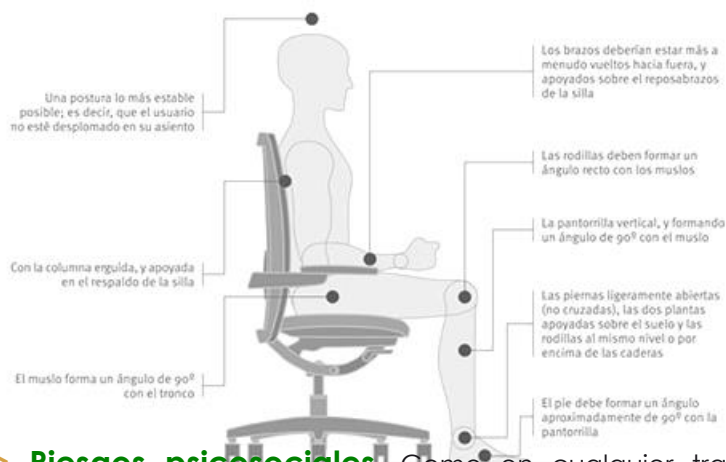 Una postura lo más estable
posible; es decir, que el usuario
no esté desplomado en su asiento
Con la columna erguida, y apoyada
en el respaldo de la silla
El muslo forma un ángulo de 90º
con el tronco
Los brazos deberían estar más a
menudo vueltos hacia fuera, y
apoyados sobre el reposabrazos
de la silla
Las rodillas deben formar un
ángulo recto con los muslos
La pantorrilla vertical, y formando
un ángulo de 90º con el muslo
Las piernas ligeramente abiertas
(no cruzadas), las dos plantas
apoyadas sobre el suelo y las
rodillas al mismo nivel o por
encima de las caderas
El pie debe formar un ángulo
aproximadamente de 90º con la
pantorrilla
Riesgos psicosociales Como en cualquier tra